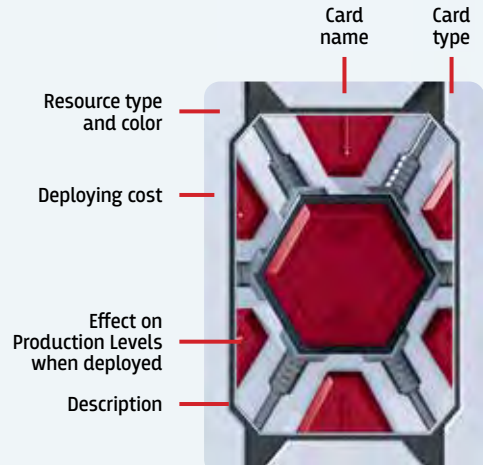 Card
name
Card
type
Resource type
and color
Deploying cost
Effect on
Production Levels
when deployed
Description